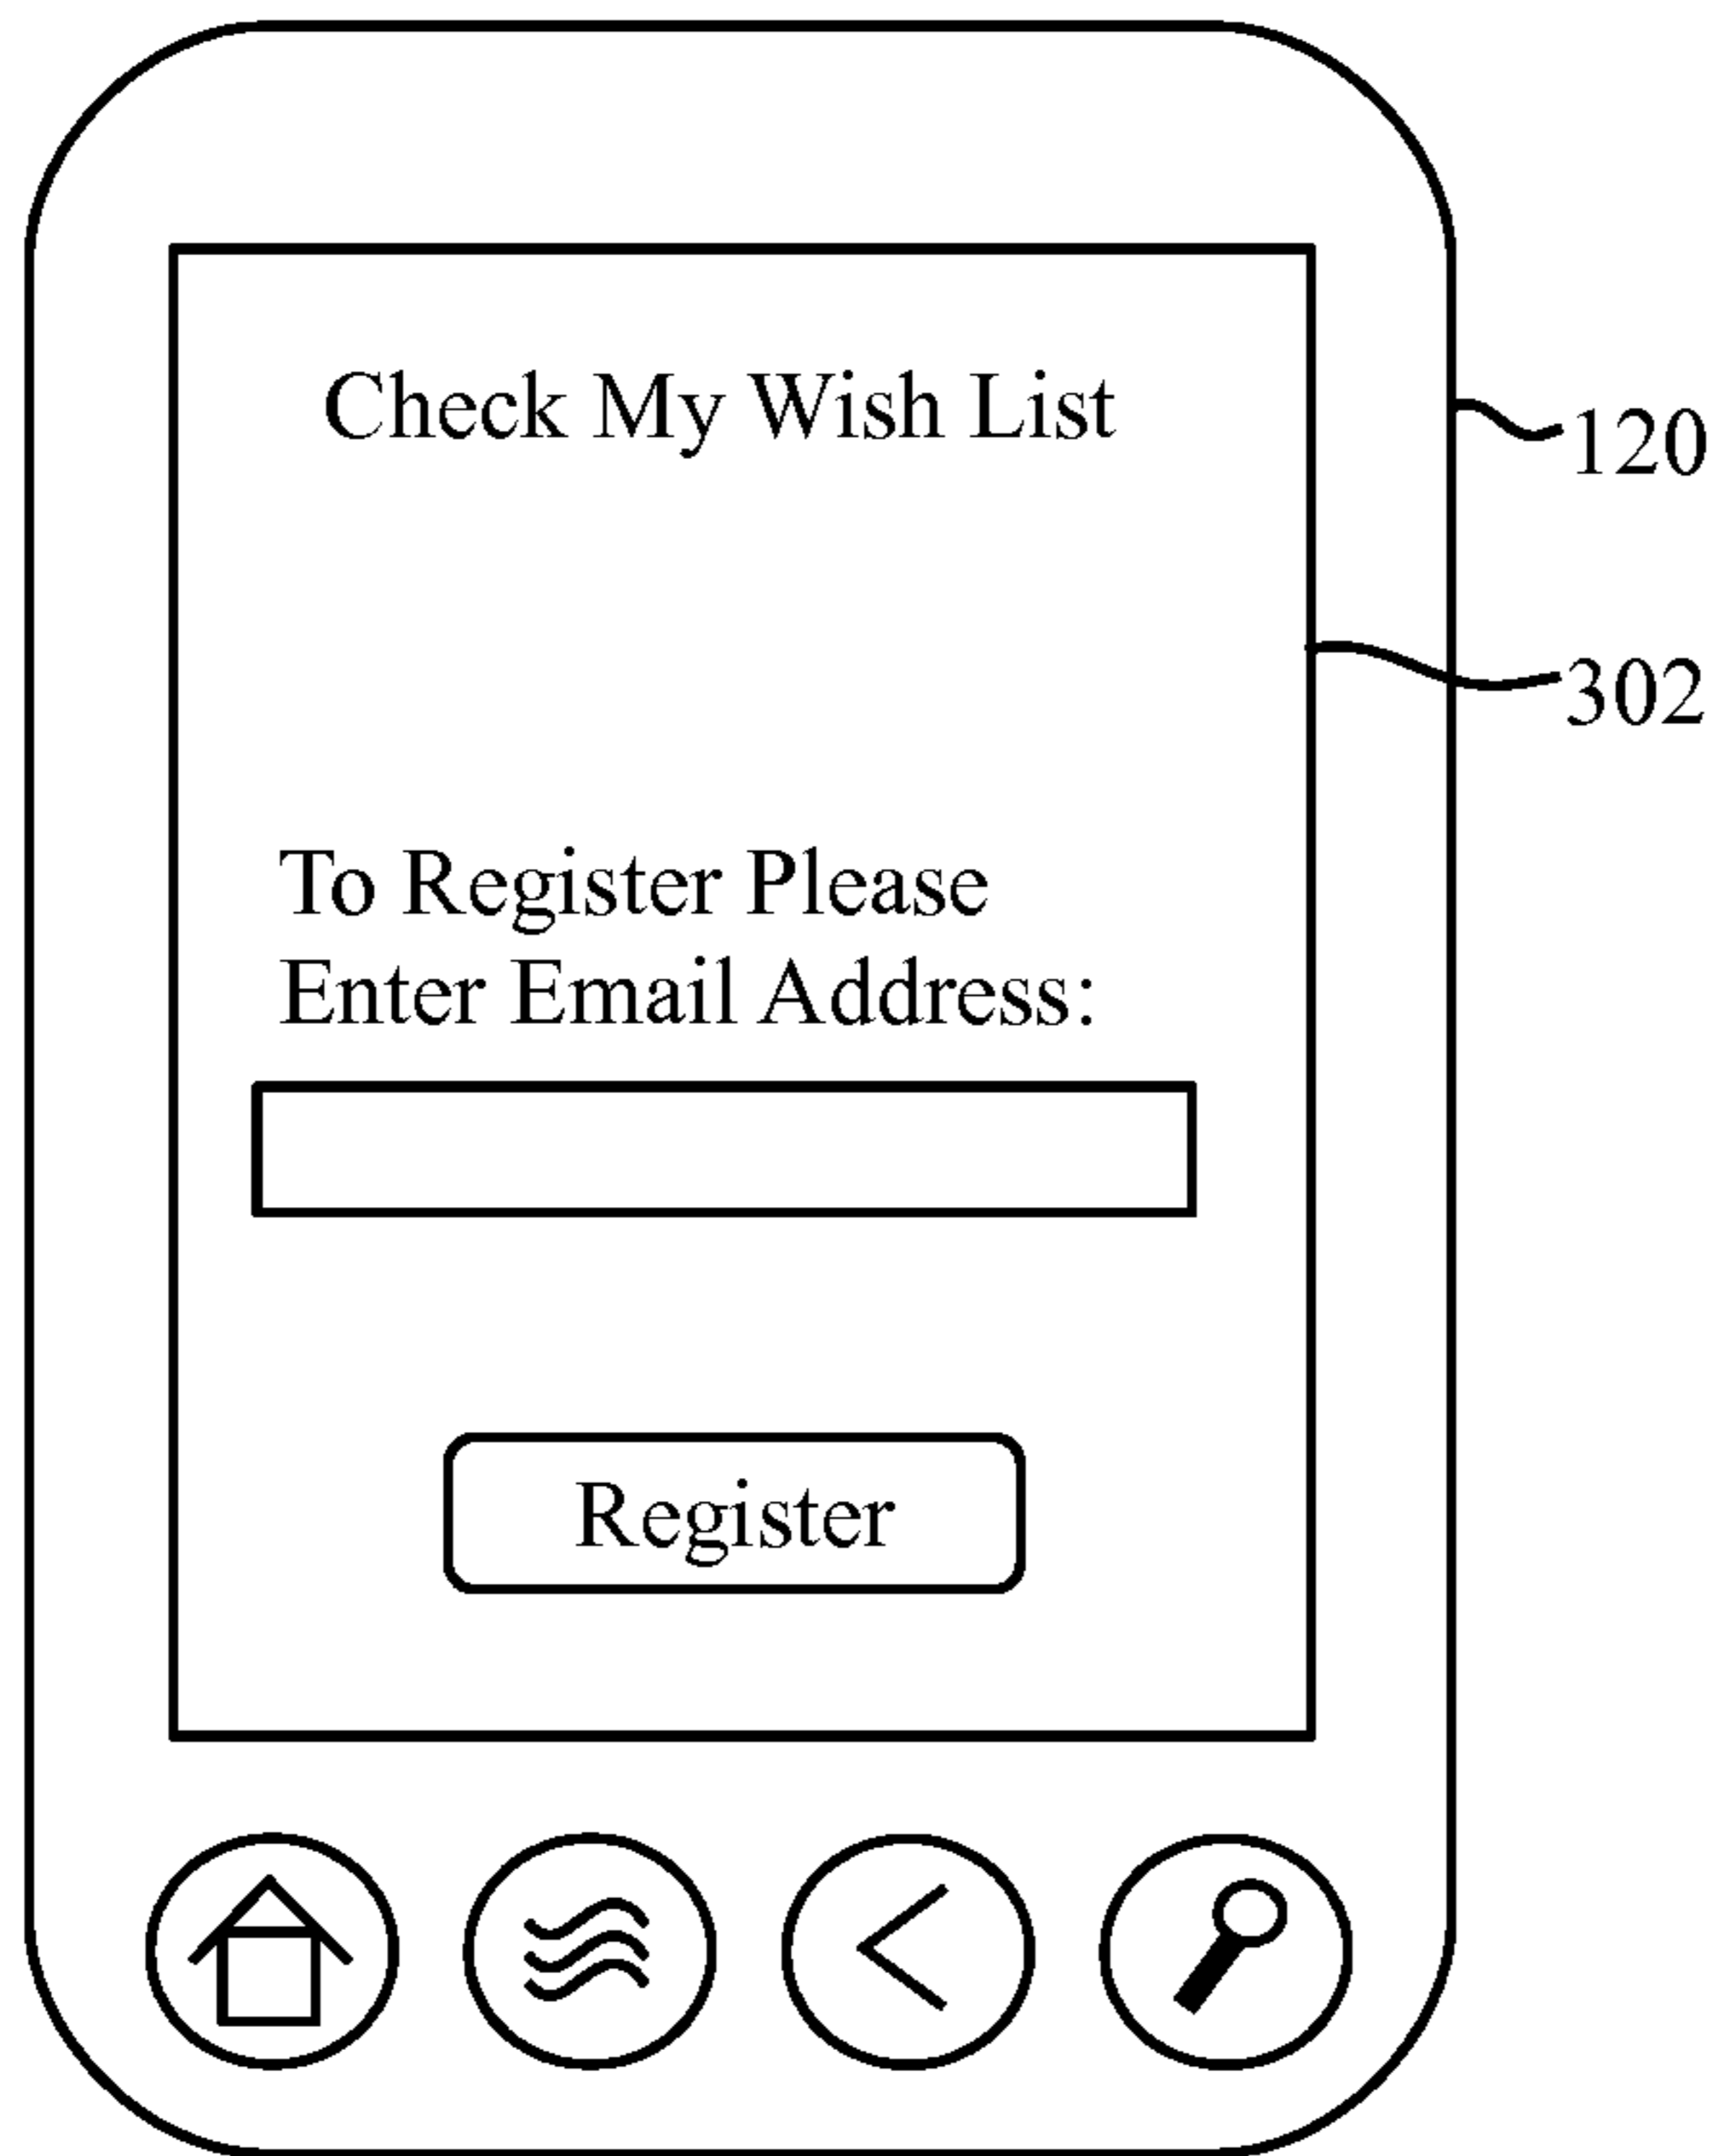 Check My Wish List
120
302
To Register Please
Enter Email Address:
Register